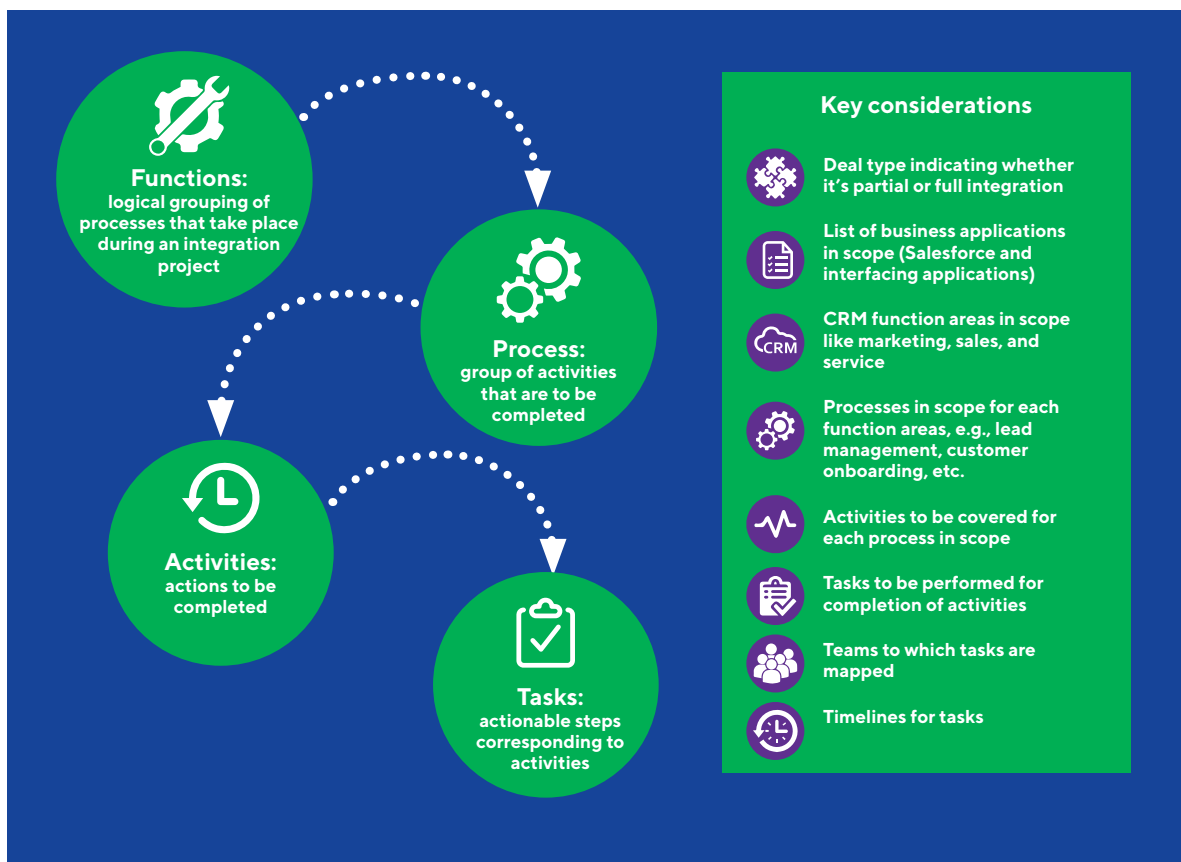 Functions:
logical grouping of
processes that take place
during an integration
project
Process:
group of activities
that are to be
completed
Activities:
actions to be
completed
Tasks:
actionable steps
corresponding to
activities
Key considerations
Deal type indicating whether
it's partial or full integration
List of business applications
in scope (Salesforce and
interfacing applications)
CRM
CRM function areas in scope
like marketing, sales, and
service
Processes in scope for each
function areas, e.g., lead
management, customer
onboarding, etc.
Activities to be covered for
each process in scope
Tasks to be performed for
completion of activities
Teams to which tasks are
mapped
Timelines for tasks